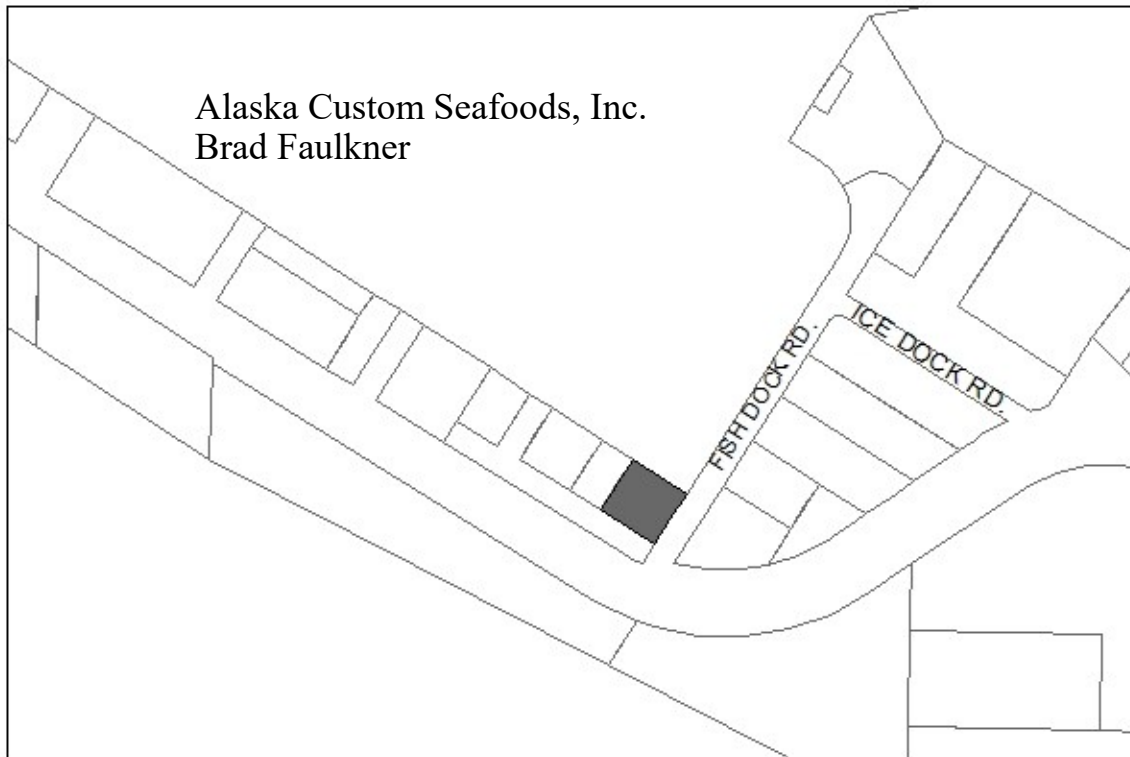 Alaska Custom Seafoods, Inc.
Brad Faulkner
ICE DOCK RD.
FISH DOCK RD.